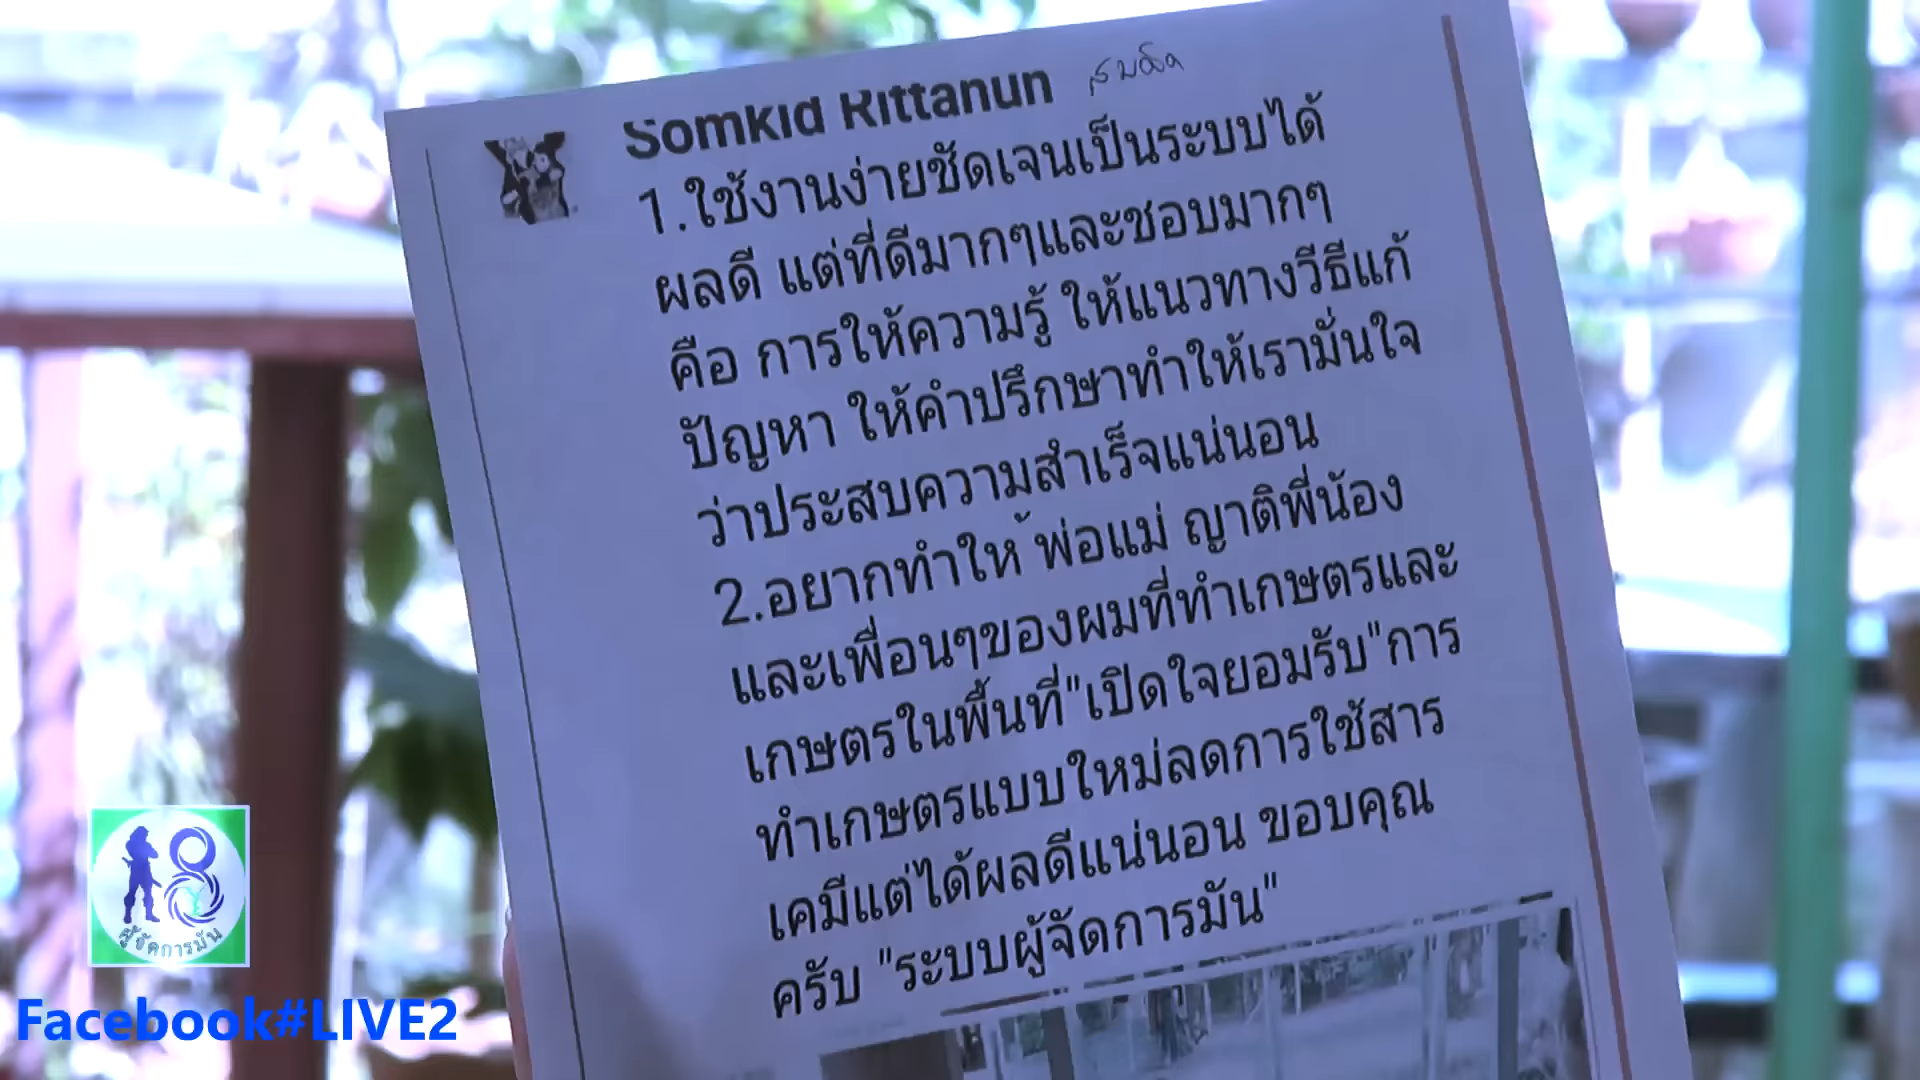 Somkid Rittanun สมคิด
1.ใช้งานง่ายชัดเจนเป็นระบบได้
ผลดี แต่ที่ดีมากๆและชอบมากๆ
คือ การให้ความรู้ ให้แนวทางวีธีแก้
ปัญหา ให้คำปรึกษาทำให้เรามั่นใจ
ว่าประสบความสำเร็จแน่นอน
2.อยากทำให้ พ่อแม่ ญาติพี่น้อง
และเพื่อนๆของผมที่ทำเกษตรและ
เกษตรในพื้นที่"เปิดใจยอมรับ"การ
ทำเกษตรแบบใหม่ลดการใช้สาร
เคมีแต่ได้ผลดีแน่นอน ขอบคุณ
ครับ "ระบบผู้จัดการมัน"
18
ผู้จัดการมัน
Facebook#LIVE2